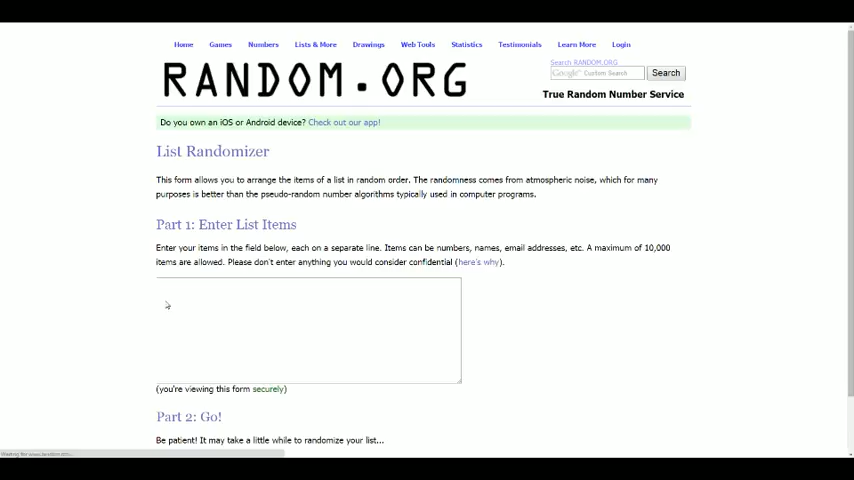 Home Games Numbers Lists & More Drawings Web Tools Statistics Testimonials Learn More Login
RANDOM.ORG
Search RANDOM.ORG
Google™ Custom Search Search
True Random Number Service
Do you own an iOS or Android device? Check out our app!
List Randomizer
This form allows you to arrange the items of a list in random order. The randomness comes from atmospheric noise, which for many
purposes is better than the pseudo-random number algorithms typically used in computer programs.
Part 1: Enter List Items
Enter your items in the field below, each on a separate line. Items can be numbers, names, email addresses, etc. A maximum of 10,000
items are allowed. Please don't enter anything you would consider confidential (here's why).
(you're viewing this form securely)
Part 2: Go!
Be patient! It may take a little while to randomize your list...
Waiting for www.random.org...